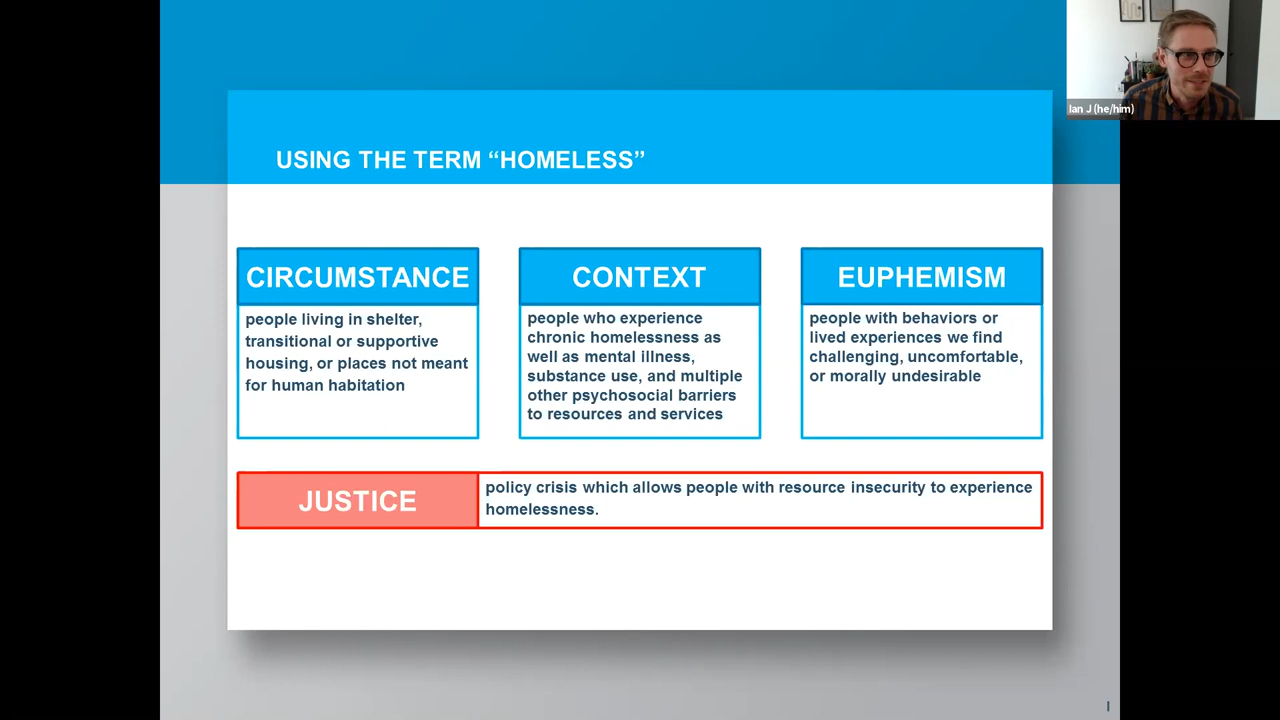 Ian J (he/him)
USING THE TERM “HOMELESS”
CIRCUMSTANCE
people living in shelter,
transitional or supportive
housing, or places not meant
for human habitation
CONTEXT
people who experience
chronic homelessness as
well as mental illness,
substance use, and multiple
other psychosocial barriers
to resources and services
EUPHEMISM
people with behaviors or
lived experiences we find
challenging, uncomfortable,
or morally undesirable
JUSTICE
policy crisis which allows people with resource insecurity to experience
homelessness.